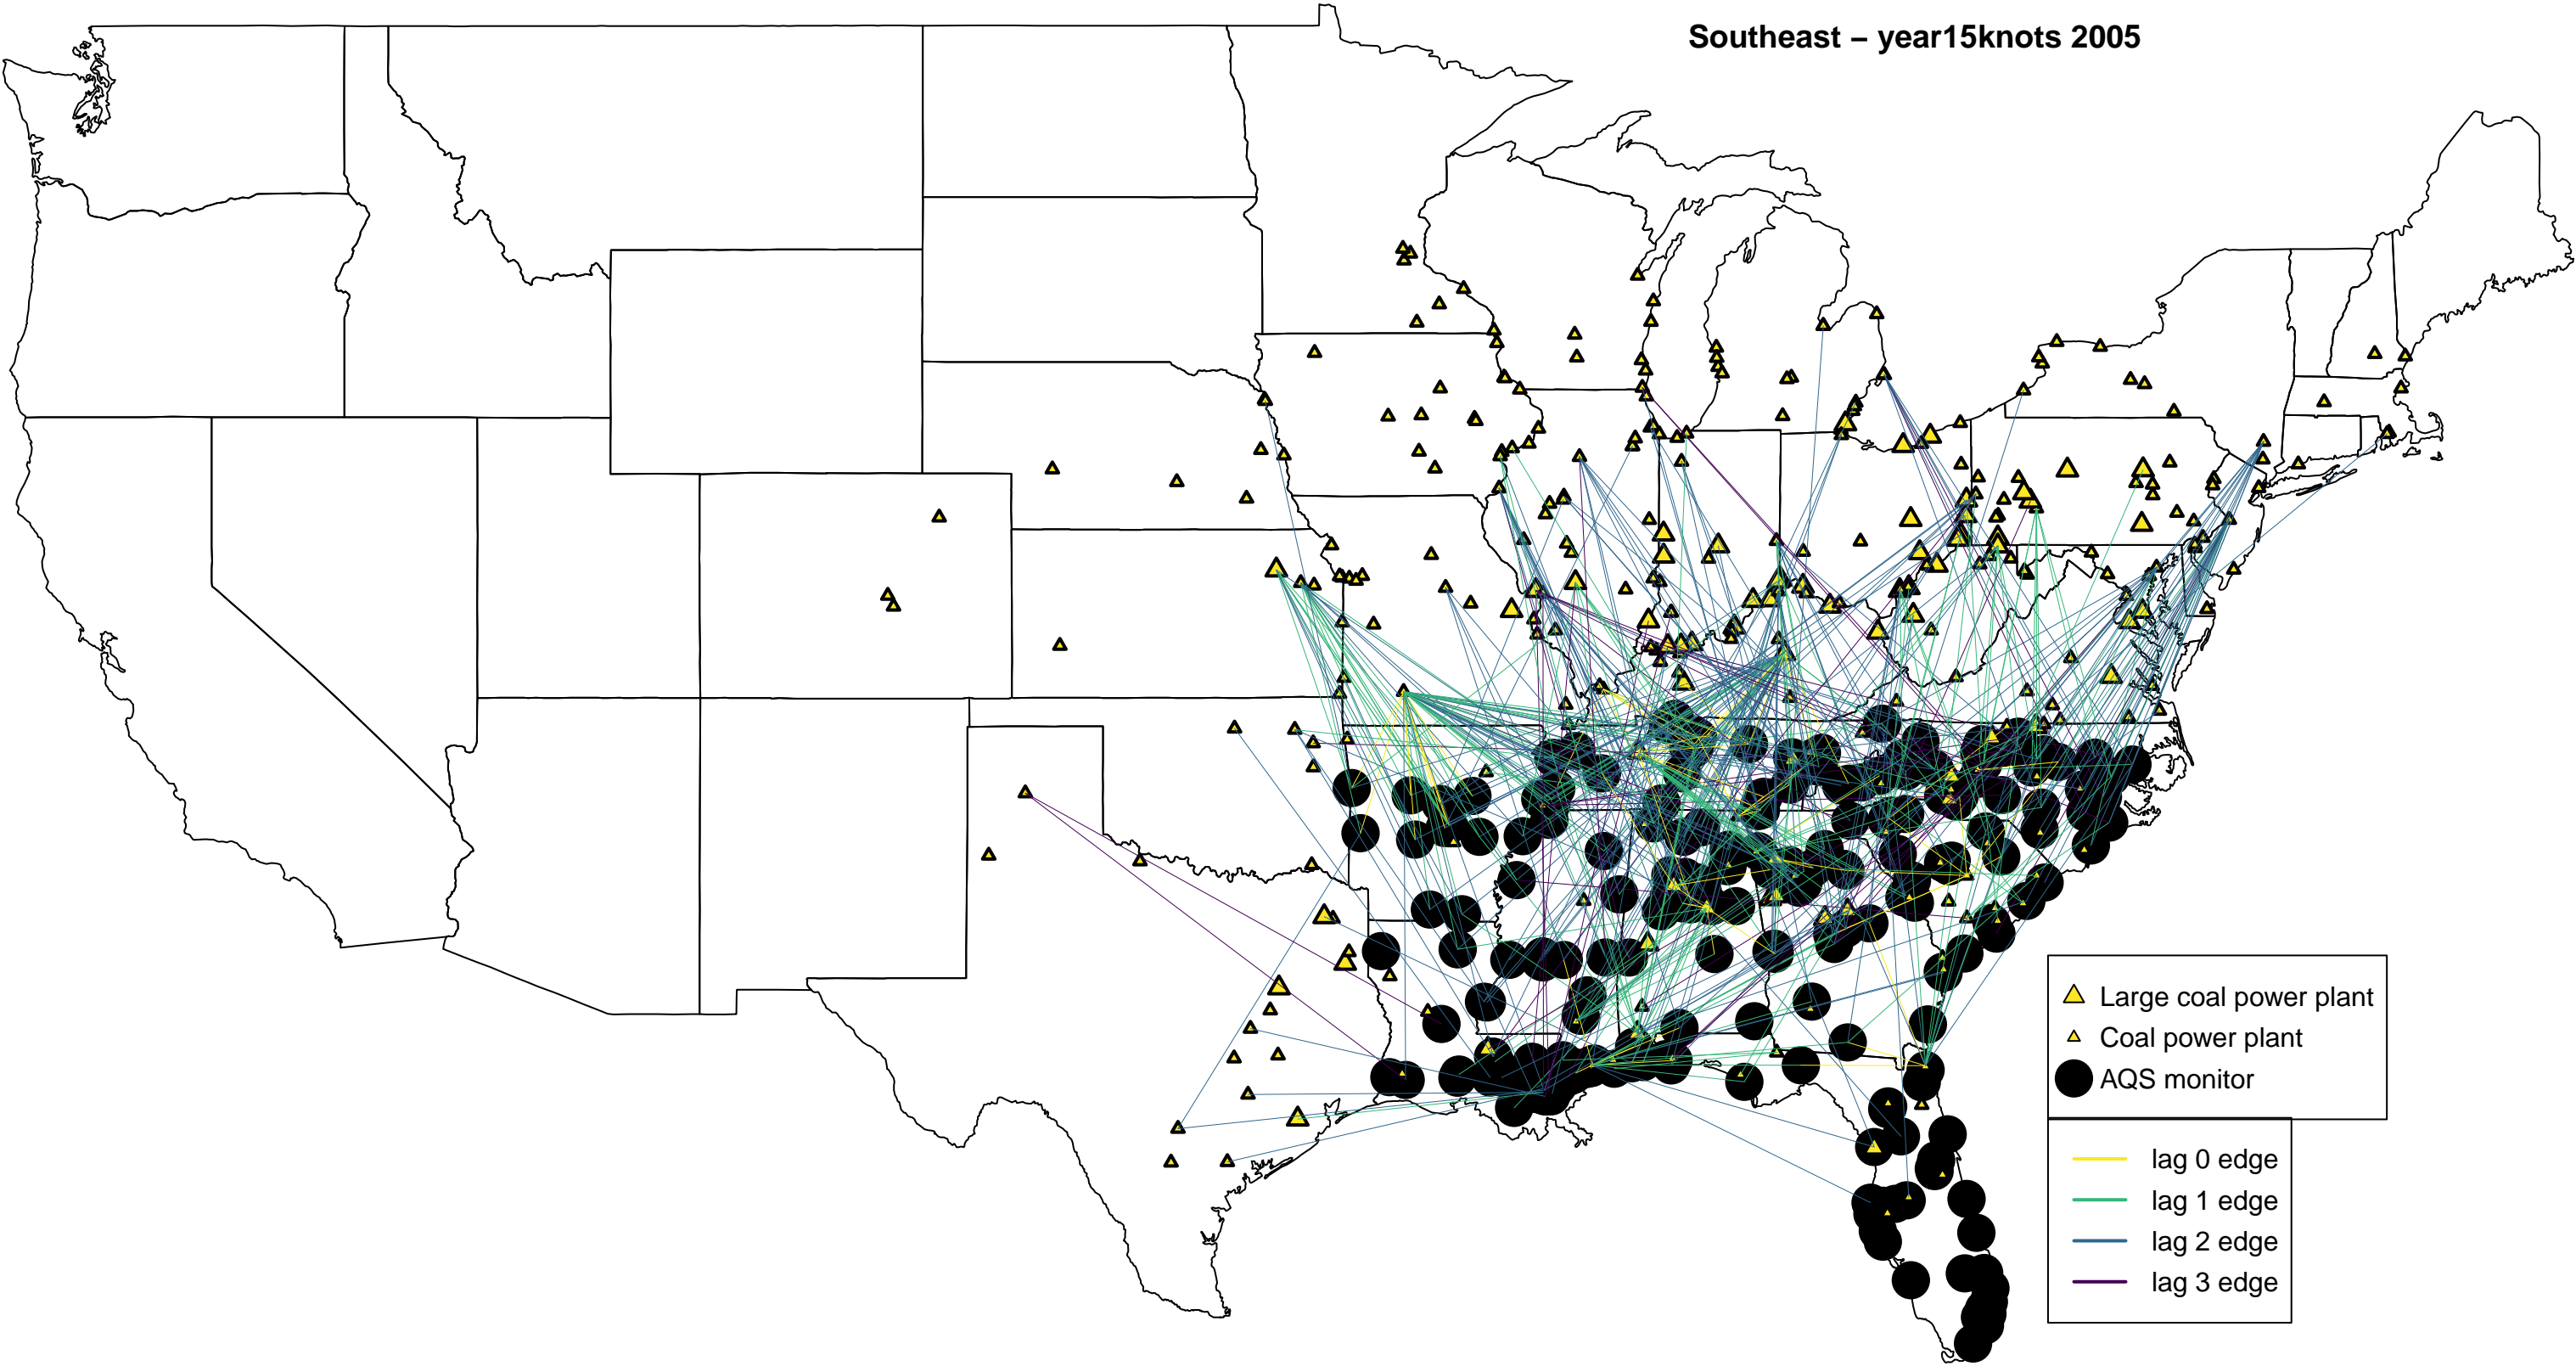 Southeast – year15knots 2005
Large coal power plant
Coal power plant
AQS monitor
lag 0 edge
lag 1 edge
lag 2 edge
lag 3 edge